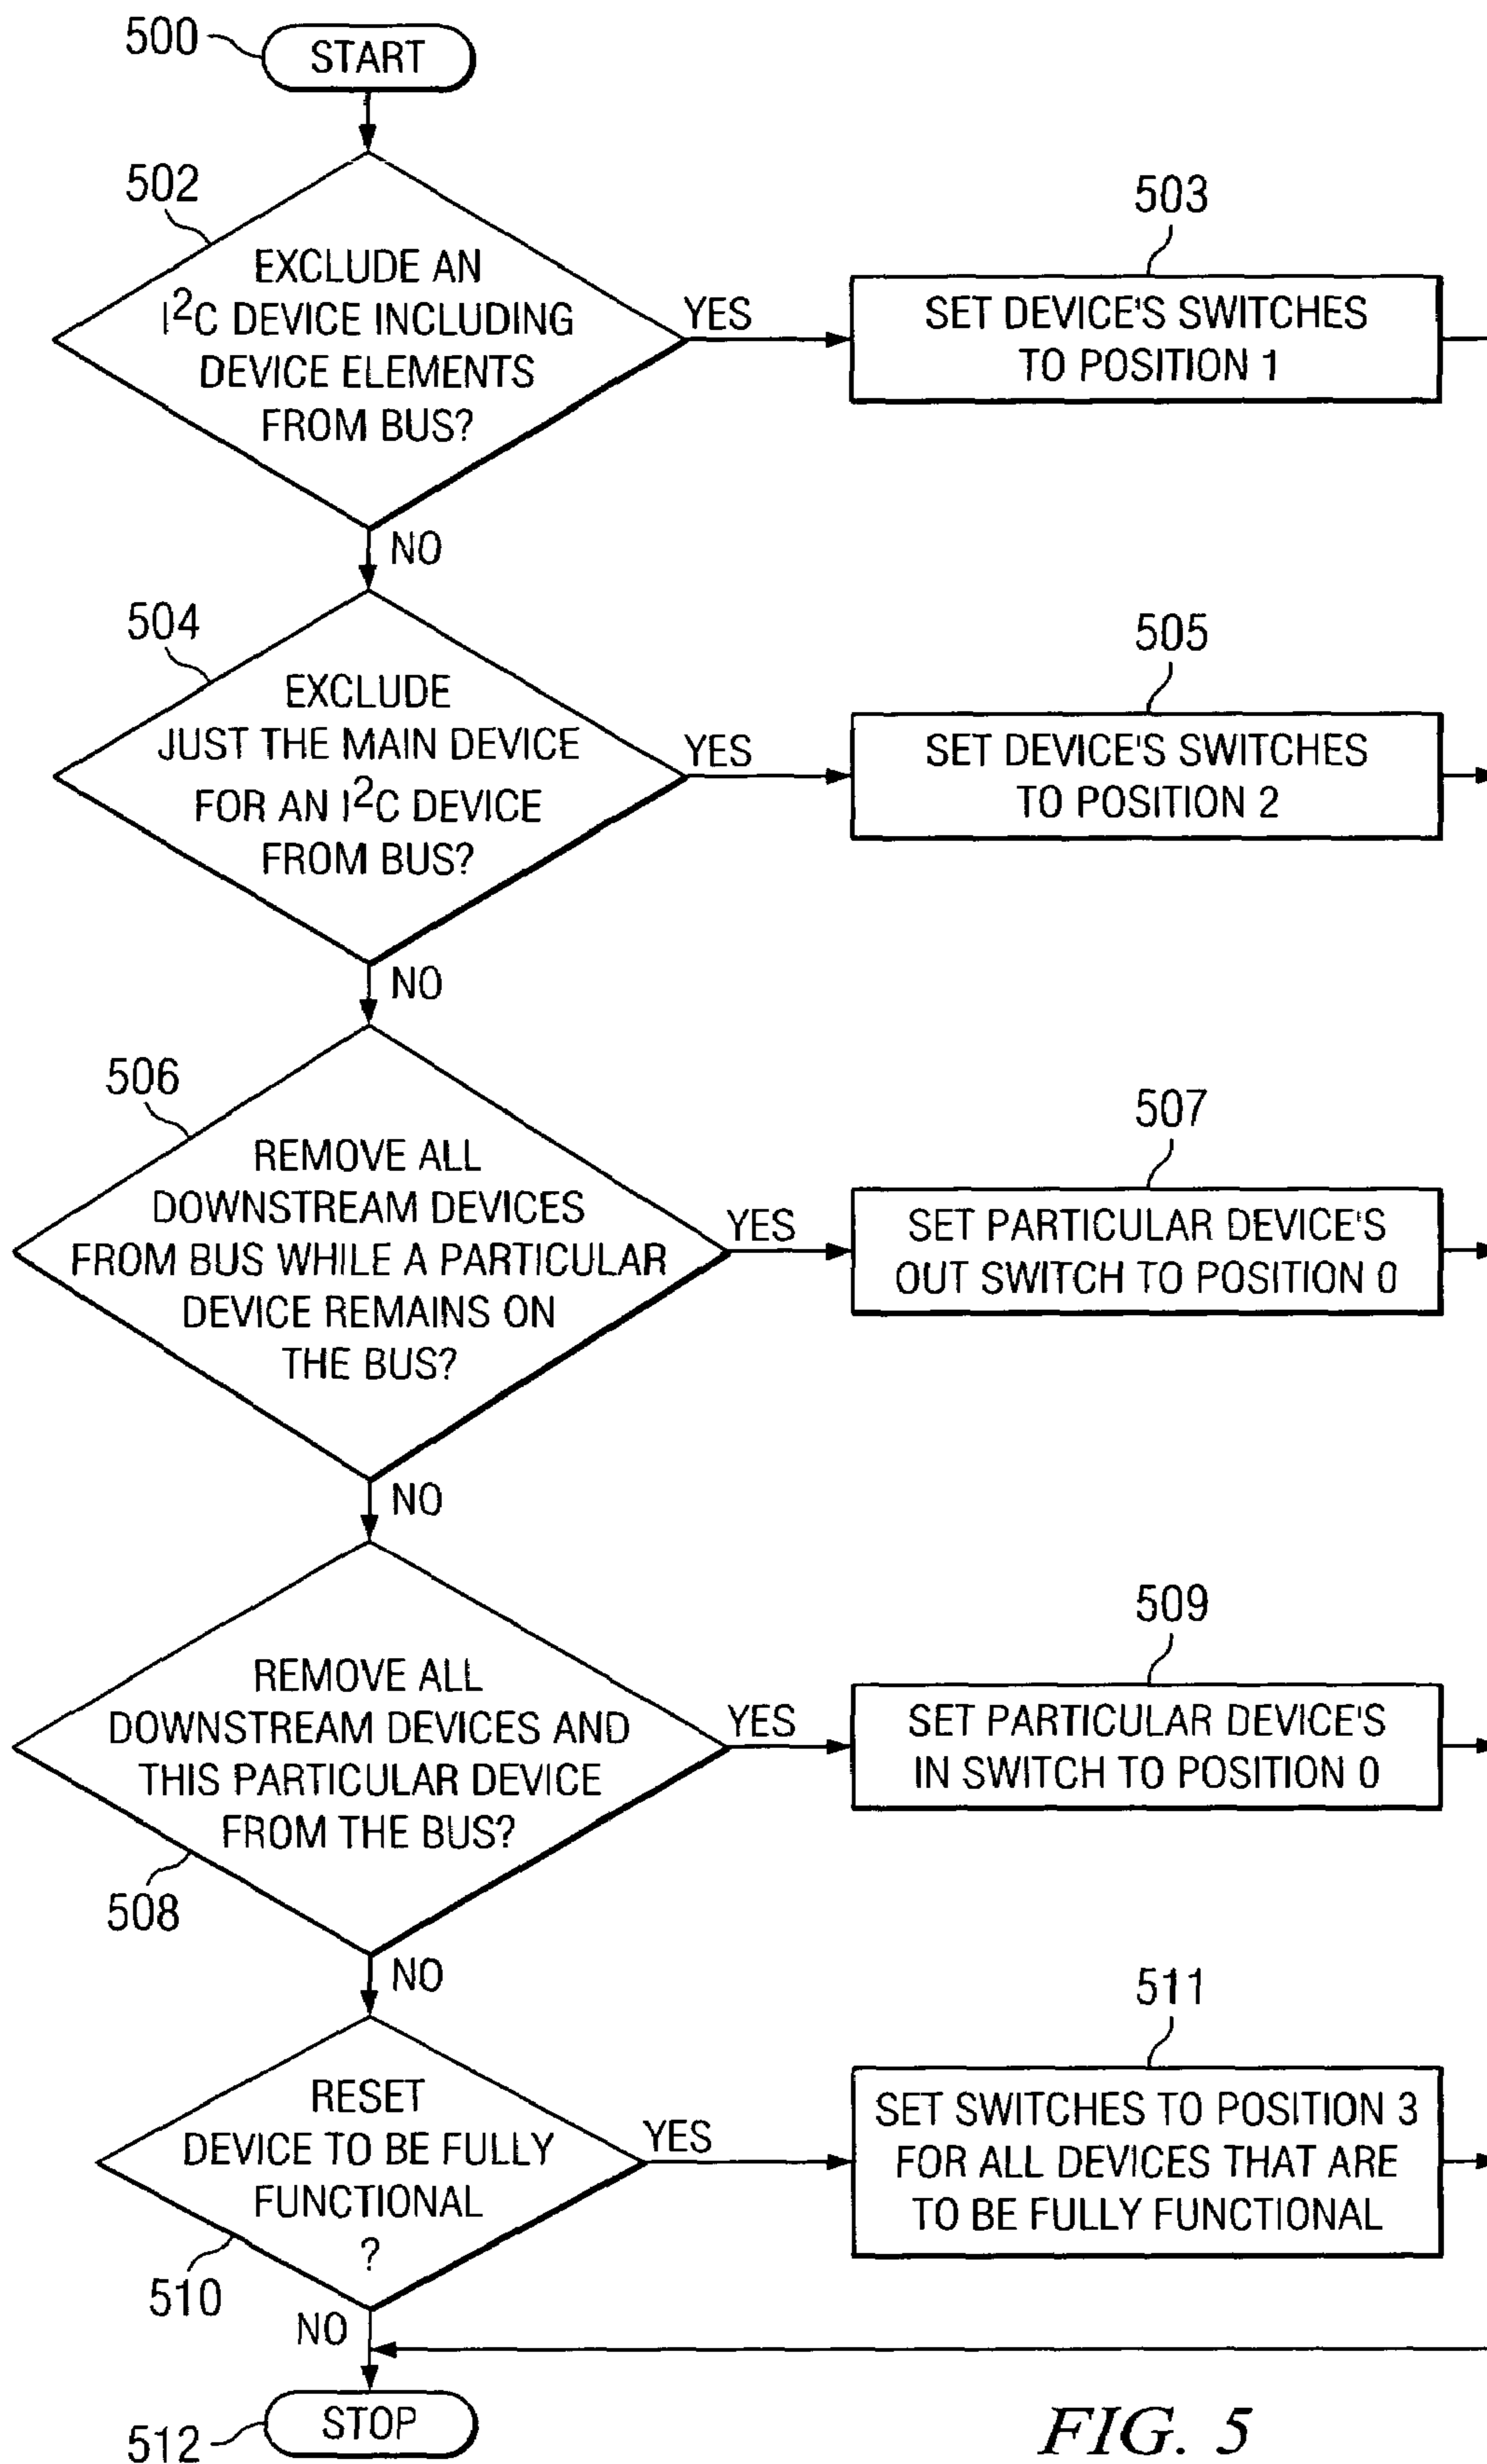 500
START
502
EXCLUDE AN
I²C DEVICE INCLUDING
DEVICE ELEMENTS
FROM BUS?
YES
503
SET DEVICE'S SWITCHES
TO POSITION 1
NO
504
EXCLUDE
JUST THE MAIN DEVICE
FOR AN I²C DEVICE
FROM BUS?
YES
505
SET DEVICE'S SWITCHES
TO POSITION 2
NO
506
REMOVE ALL
DOWNSTREAM DEVICES
FROM BUS WHILE A PARTICULAR
DEVICE REMAINS ON
THE BUS?
YES
507
SET PARTICULAR DEVICE'S
OUT SWITCH TO POSITION 0
NO
REMOVE ALL
DOWNSTREAM DEVICES AND
THIS PARTICULAR DEVICE
FROM THE BUS?
508
YES
509
SET PARTICULAR DEVICE'S
IN SWITCH TO POSITION 0
NO
RESET
DEVICE TO BE FULLY
FUNCTIONAL
?
510
YES
511
SET SWITCHES TO POSITION 3
FOR ALL DEVICES THAT ARE
TO BE FULLY FUNCTIONAL
NO
512
STOP
FIG. 5